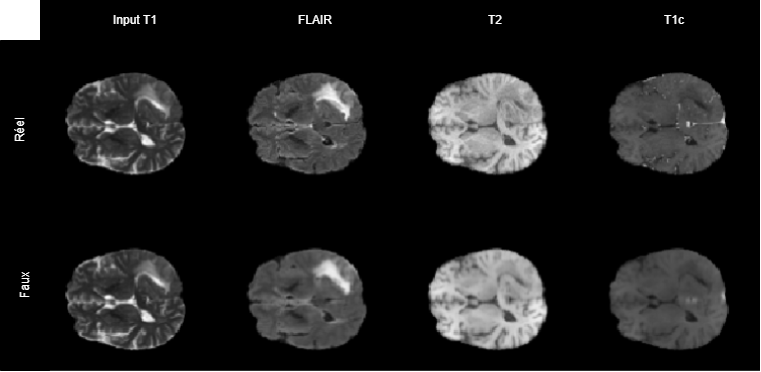 Input T1
FLAIR
T2
T1c
Réel
Faux